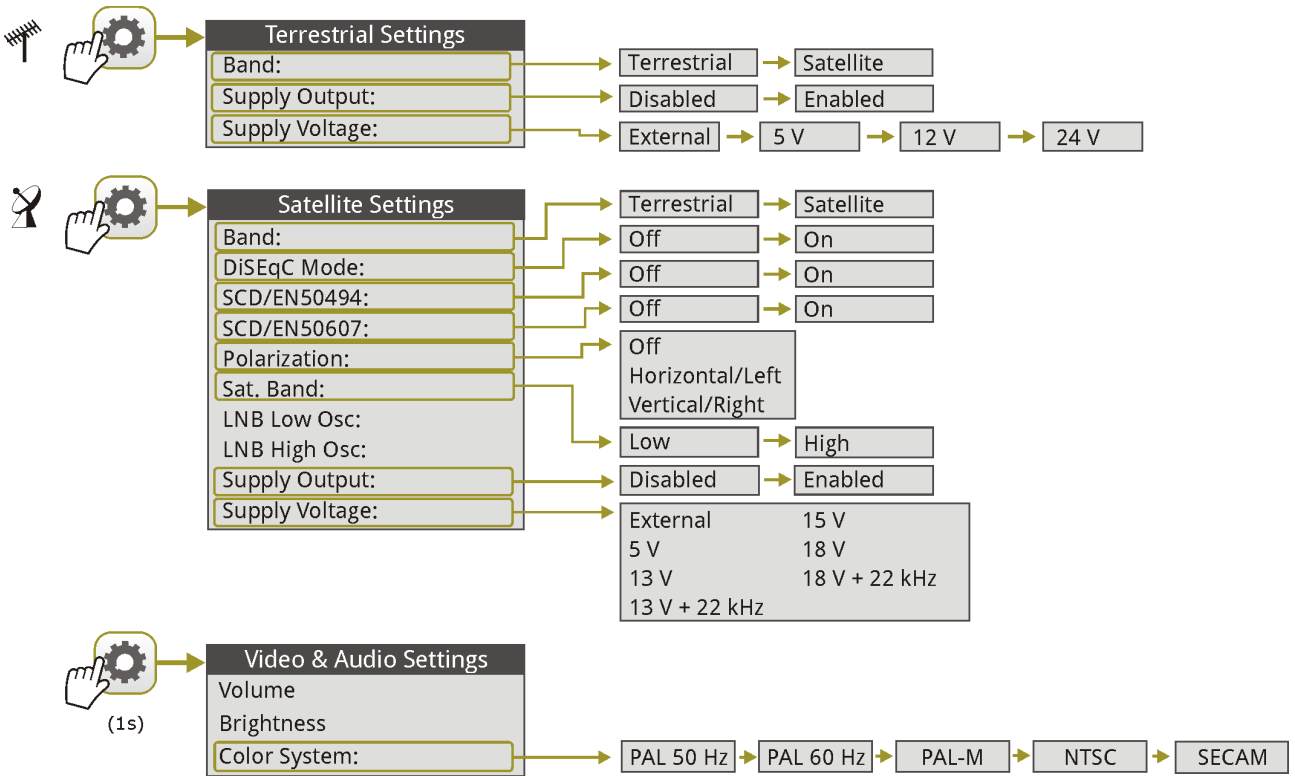 Terrestrial Settings
Band:
Terrestrial
Satellite
Supply Output:
Disabled
Enabled
Supply Voltage:
External
5 V
12 V
24 V
Satellite Settings
Band:
Terrestrial
Satellite
DiSEqC Mode:
Off
On
SCD/EN50494:
Off
On
SCD/EN50607:
Off
On
Polarization:
Off
Horizontal/Left
Vertical/Right
Sat. Band:
Low
High
LNB Low Osc:
LNB High Osc:
Supply Output:
Disabled
Enabled
Supply Voltage:
External
5 V
13 V
13 V + 22 kHz
15 V
18 V
18 V + 22 kHz
(1s)
Video & Audio Settings
Volume
Brightness
Color System:
PAL 50 Hz
PAL 60 Hz
PAL-M
NTSC
SECAM